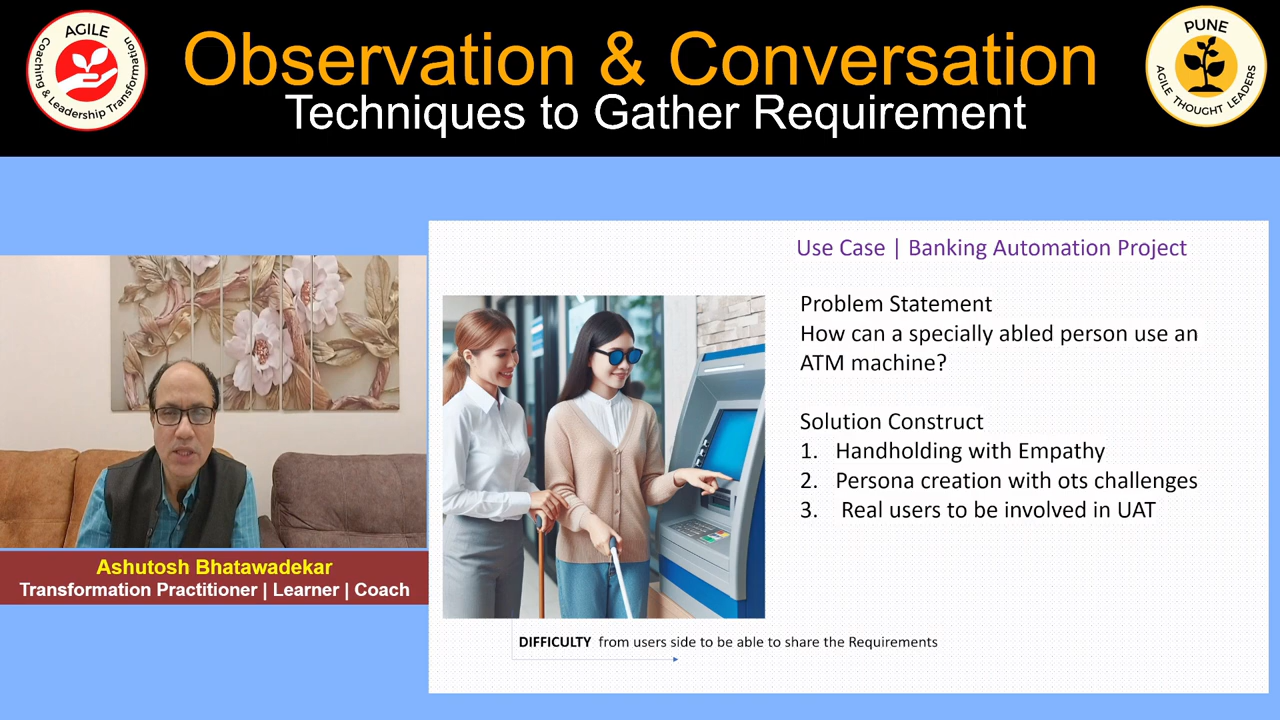 AGILE
Coaching & Leadership Transformation
Observation & Conversation
Techniques to Gather Requirement
PUNE
AGILE THOUGHT LEADERS
Use Case | Banking Automation Project
Problem Statement
How can a specially abled person use an
ATM machine?
Solution Construct
1. Handholding with Empathy
2. Persona creation with ots challenges
3. Real users to be involved in UAT
DIFFICULTY from users side to be able to share the Requirements
Ashutosh Bhatawadekar
Transformation Practitioner | Learner | Coach